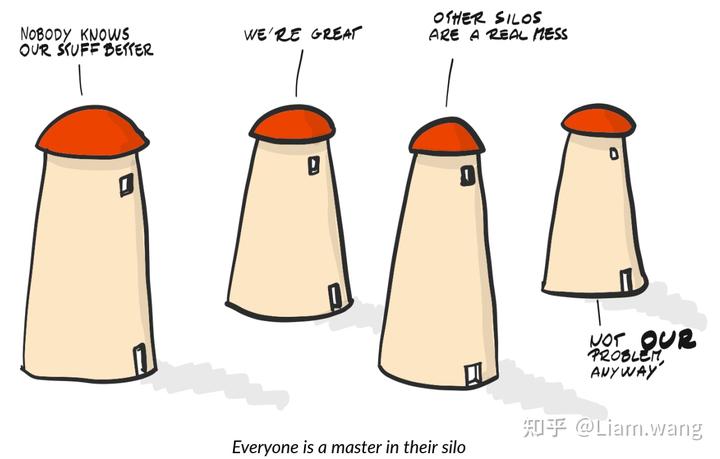 NOBODY KNOWS
OUR STUFF BETTER
WE'RE GREAT
OTHER SILOS
ARE A REAL MESS
NOT OUR
PROBLEM,
ANYWAY
知乎 @Liam.wang
Everyone is a master in their silo